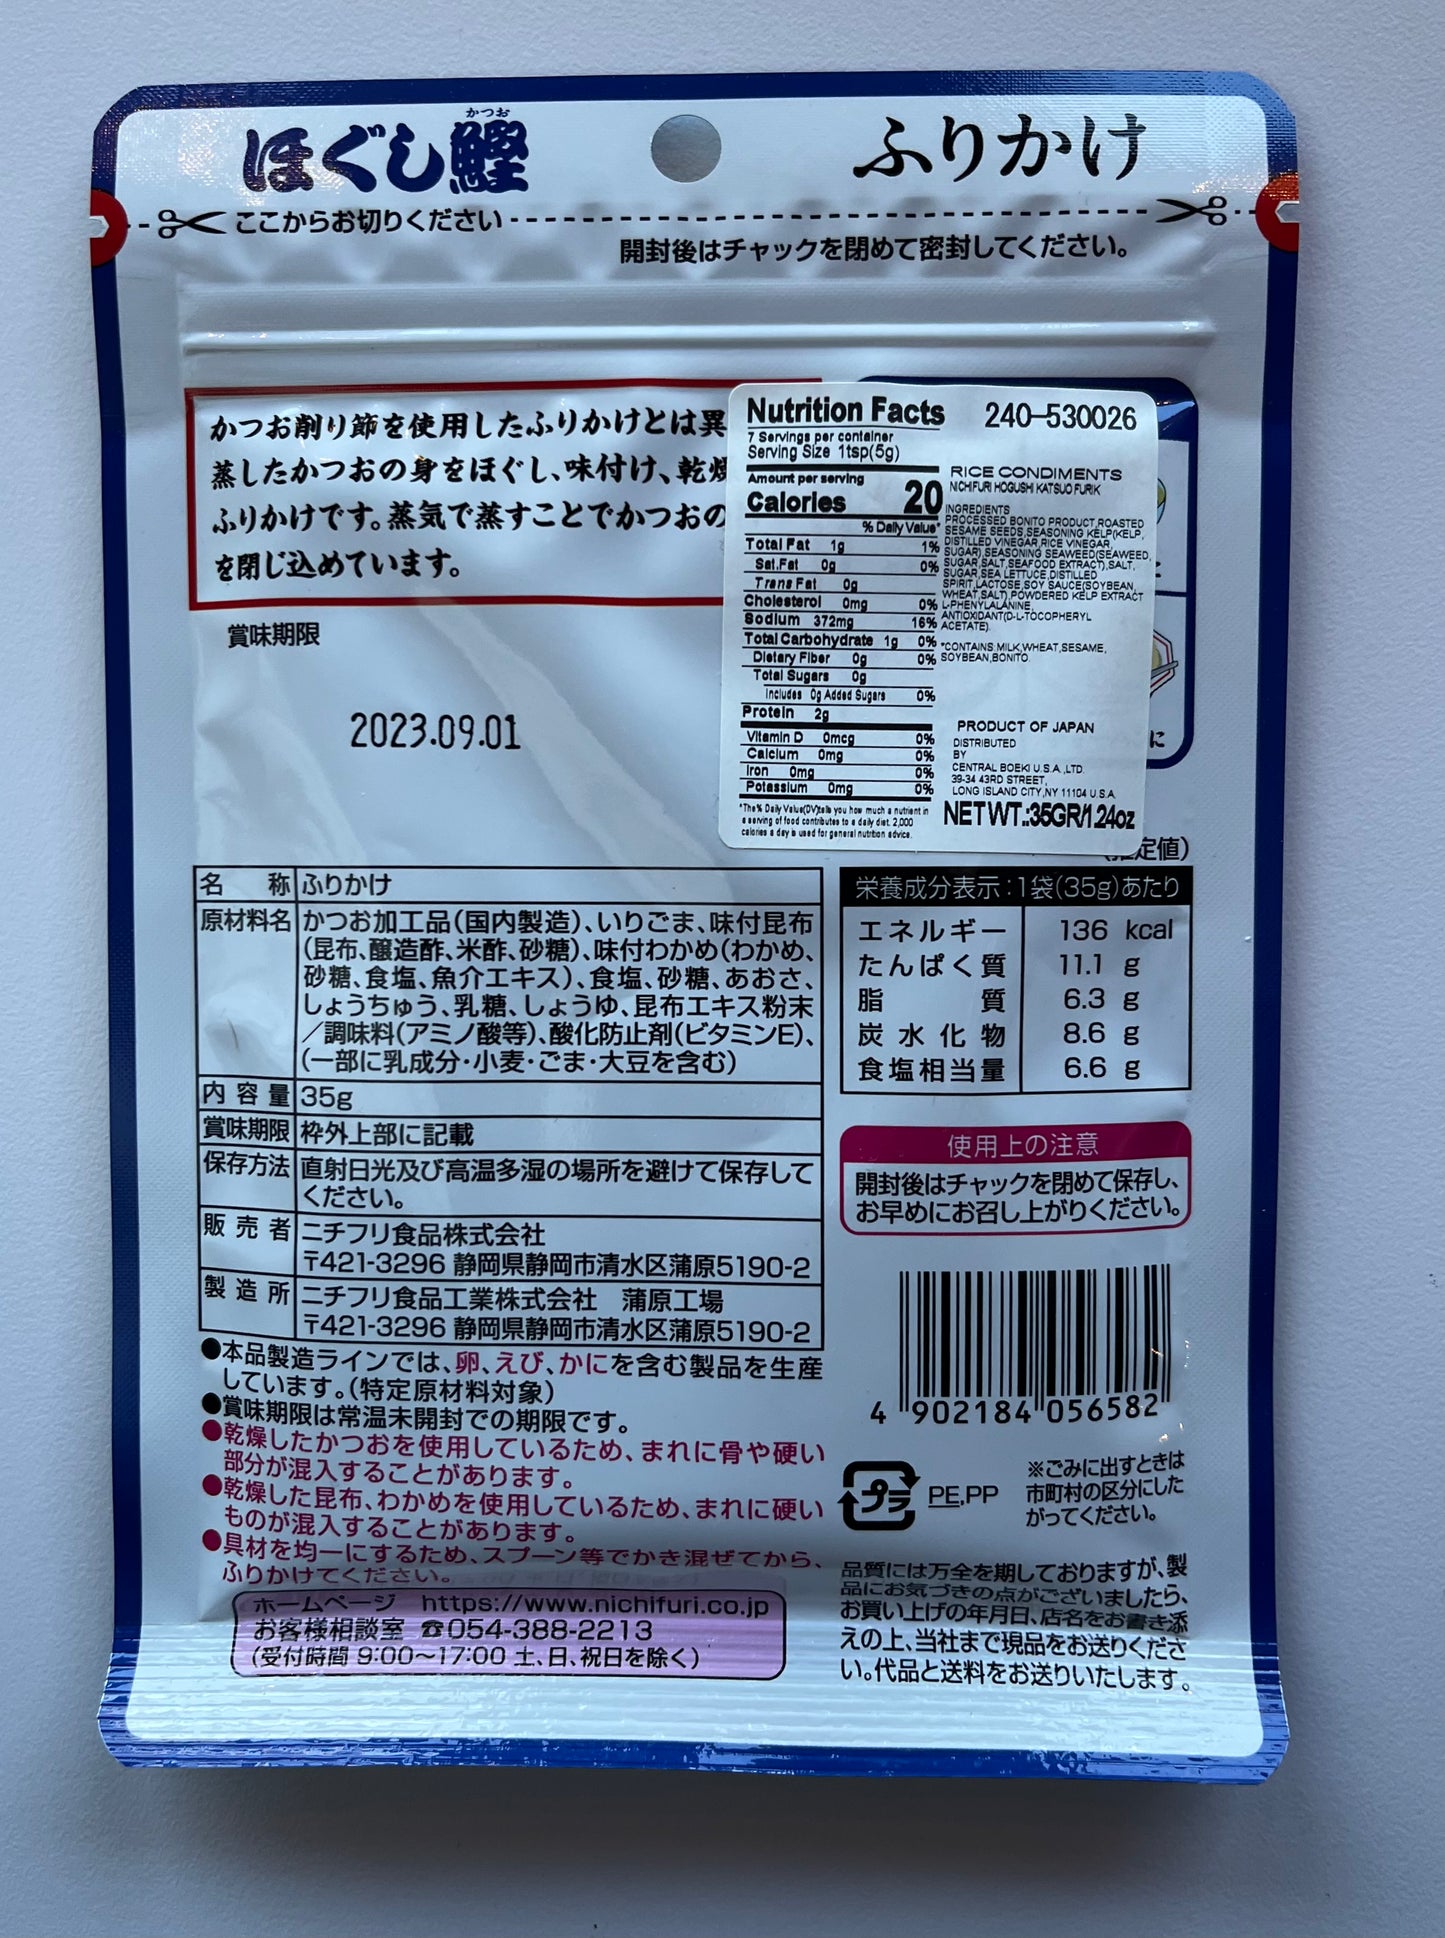 ほぐし鰹
かつお
ふりかけ
ここからお切りください
開封後はチャックを閉めて密封してください。
かつお削り節を使用したふりかけとは異
蒸したかつおの身をほぐし、味付け、乾燥
ふりかけです。蒸気で蒸すことでかつおの
を閉じ込めています。
賞味期限
2023.09.01
Nutrition Facts
7 Servings per container
Serving Size 1tsp(5g)
Amount per serving
Calories 20
% Daily Value*
Total Fat 1g 1%
Sat.Fat 0g 0%
Trans Fat 0g
Cholesterol 0mg 0%
Sodium 372mg 16%
Total Carbohydrate 1g 0%
Dietary Fiber 0g 0%
Total Sugars 0g
Includes 0g Added Sugars 0%
Protein 2g
Vitamin D 0mcg 0%
Calcium 0mg 0%
Iron 0mg 0%
Potassium 0mg 0%
*The% Daily Value(DV)tells you how much a nutrient in
a serving of food contributes to a daily diet. 2,000
calories a day is used for general nutrition advice.
240-530026
RICE CONDIMENTS
NICHIFURI HOGUSHI KATSUO FURIK
INGREDIENTS
PROCESSED BONITO PRODUCT,ROASTED
SESAME SEEDS,SEASONING KELP(KELP,
DISTILLED VINEGAR,RICE VINEGAR,
SUGAR),SEASONING SEAWEED(SEAWEED,
SUGAR,SALT,SEAFOOD EXTRACT),SALT,
SUGAR,SEA LETTUCE,DISTILLED
SPIRIT,LACTOSE,SOY SAUCE(SOYBEAN,
WHEAT,SALT),POWDERED KELP EXTRACT
L-PHENYLALANINE,
ANTIOXIDANT(D-L-TOCOPHERYL
ACETATE).
*CONTAINS:MILK,WHEAT,SESAME,
SOYBEAN,BONITO.
PRODUCT OF JAPAN
DISTRIBUTED
BY
CENTRAL BOEKI U.S.A.,LTD.
39-34 43RD STREET,
LONG ISLAND CITY,NY 11104 U.S.A.
NET WT.:35GR/1.24oz
に
定値）
名称 ふりかけ
原材料名 かつお加工品(国内製造)、いりごま、味付昆布
(昆布、醸造酢、米酢、砂糖)、味付わかめ(わかめ、
砂糖、食塩、魚介エキス)、食塩、砂糖、あおさ、
しょうちゅう、乳糖、しょうゆ、昆布エキス粉末
／調味料(アミノ酸等)、酸化防止剤(ビタミンE)、
(一部に乳成分・小麦・ごま・大豆を含む)
内容量 35g
賞味期限 枠外上部に記載
保存方法 直射日光及び高温多湿の場所を避けて保存して
ください。
販売者 ニチフリ食品株式会社
〒421-3296 静岡県静岡市清水区蒲原5190-2
製造所 ニチフリ食品工業株式会社 蒲原工場
〒421-3296 静岡県静岡市清水区蒲原5190-2
●本品製造ラインでは、卵、えび、かにを含む製品を生産
しています。(特定原材料対象)
●賞味期限は常温未開封での期限です。
●乾燥したかつおを使用しているため、まれに骨や硬い
部分が混入することがあります。
●乾燥した昆布、わかめを使用しているため、まれに硬い
ものが混入することがあります。
●具材を均一にするため、スプーン等でかき混ぜてから、
ふりかけてください。
ホームページ https://www.nichifuri.co.jp
お客様相談室 ☎054-388-2213
(受付時間 9:00～17:00 土、日、祝日を除く)
栄養成分表示：1袋(35g)あたり
エネルギー 136 kcal
たんぱく質 11.1 g
脂質 6.3 g
炭水化物 8.6 g
食塩相当量 6.6 g
使用上の注意
開封後はチャックを閉めて保存し、
お早めにお召し上がりください。
4 902184 056582
プラ PE,PP
※ごみに出すときは
市町村の区分にした
がってください。
品質には万全を期しておりますが、製
品にお気づきの点がございましたら、
お買い上げの年月日、店名をお書き添
えの上、当社まで現品をお送りくださ
い。代品と送料をお送りいたします。